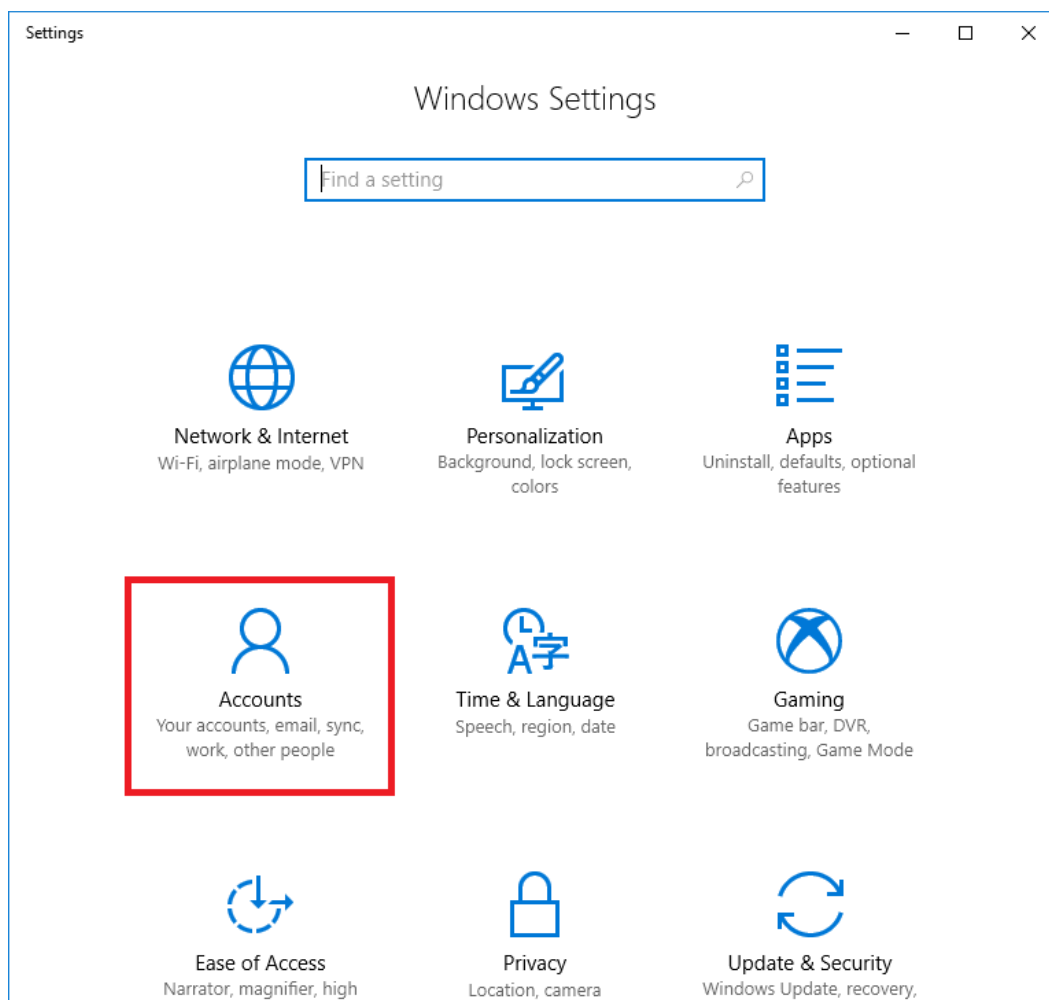 Settings
Windows Settings
Find a setting
Network & Internet
Wi-Fi, airplane mode, VPN
Personalization
Background, lock screen,
colors
Apps
Uninstall, defaults, optional
features
Accounts
Your accounts, email, sync,
work, other people
A字
Time & Language
Speech, region, date
Gaming
Game bar, DVR,
broadcasting, Game Mode
Ease of Access
Narrator, magnifier, high
Privacy
Location, camera
Update & Security
Windows Update, recovery,